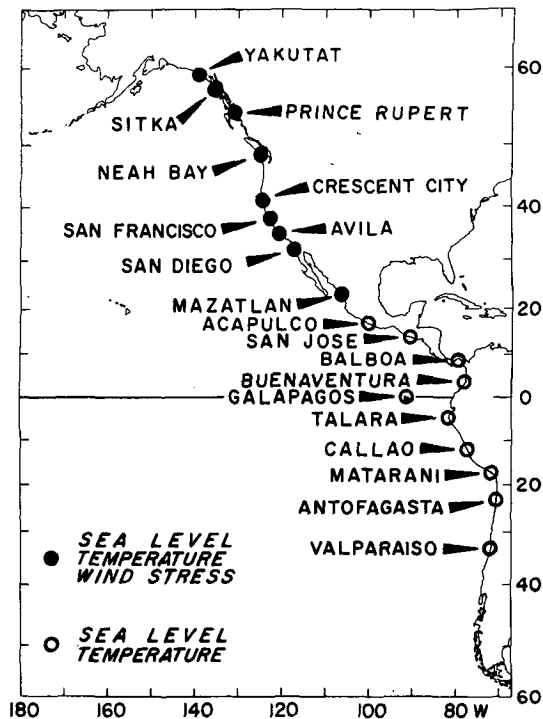 YAKUTAT
60
SITKA
PRINCE RUPERT
NEAH BAY
CRESCENT CITY
40
SAN FRANCISCO
AVILA
SAN DIEGO
MAZATLAN
20
ACAPULCO
SAN JOSE
BALBOA
BUENAVENTURA
GALAPAGOS
0
TALARA
CALLAO
MATARANI
20
ANTOFAGASTA
SEA LEVEL
TEMPERATURE
WIND STRESS
VALPARAISO
40
SEA LEVEL
TEMPERATURE
60
180 160 140 120 100 80 W 70